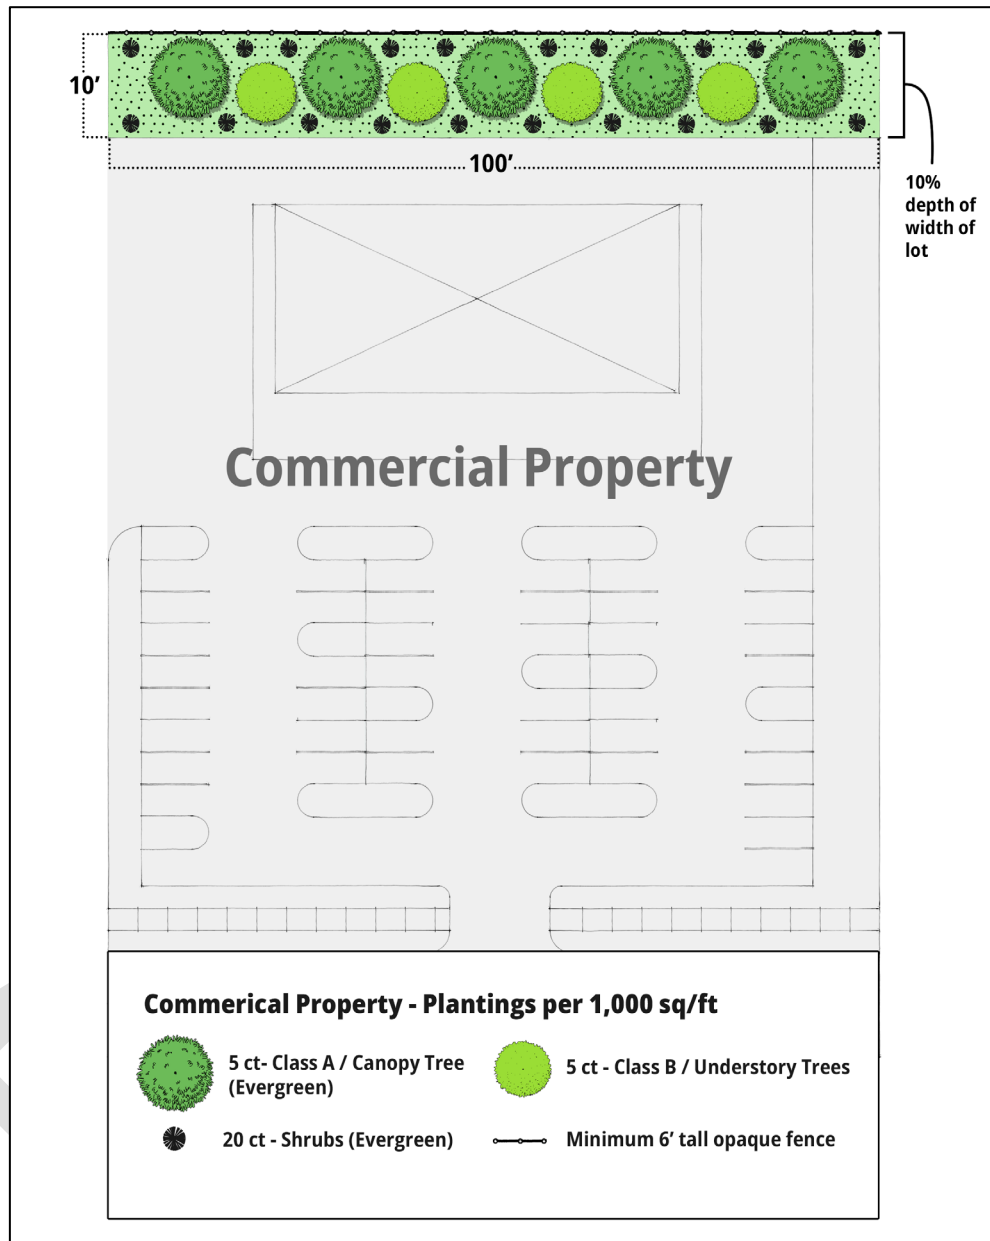 10’
100’
10%
depth of
width of
lot
Commercial Property
Commerical Property - Plantings per 1,000 sq/ft
5 ct- Class A / Canopy Tree
(Evergreen)
5 ct - Class B / Understory Trees
20 ct - Shrubs (Evergreen)
Minimum 6’ tall opaque fence